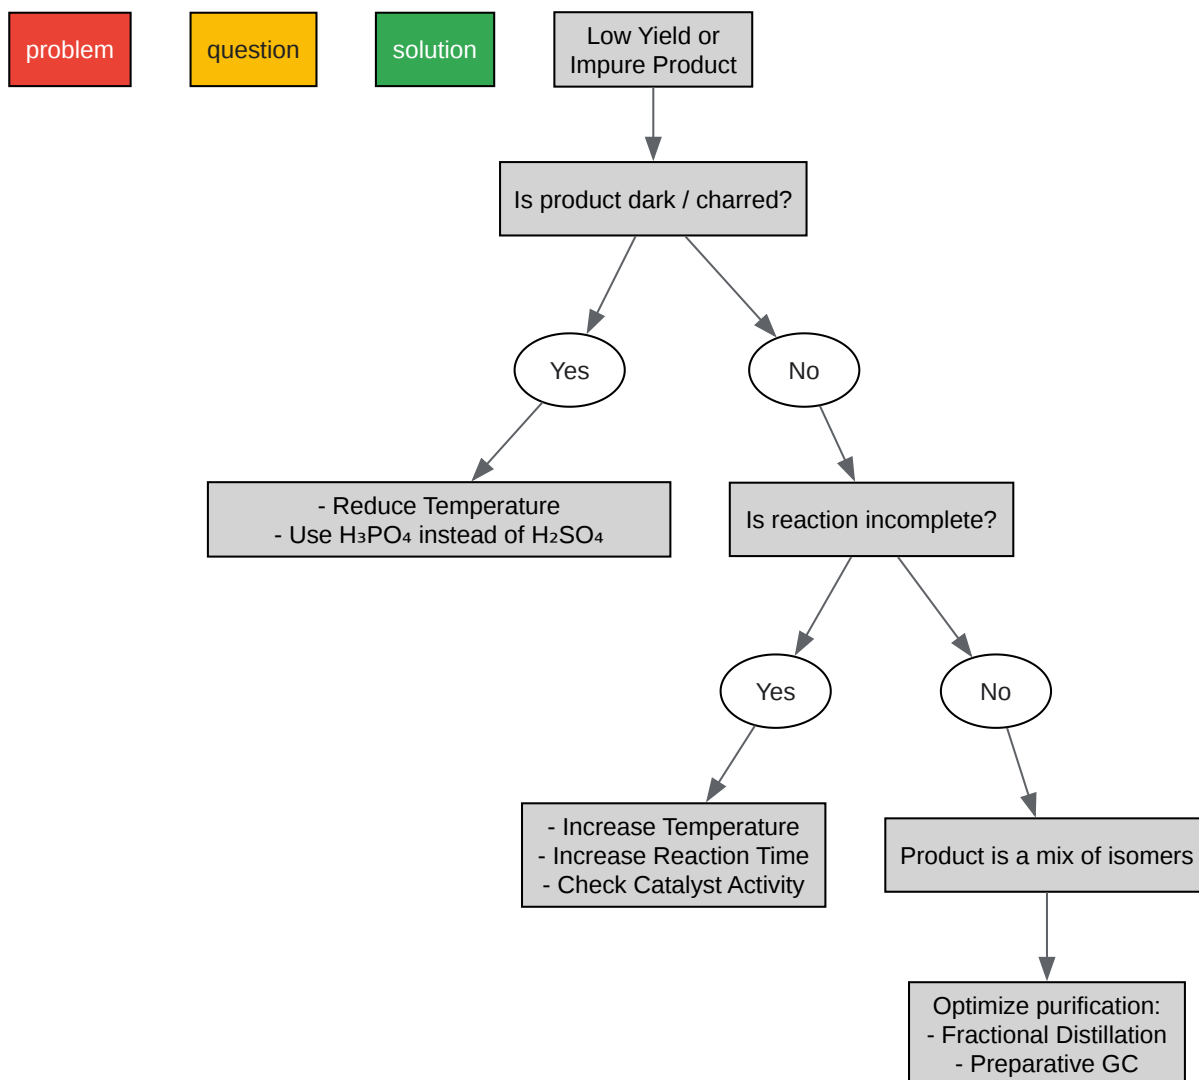 problem
question
solution
Low Yield or
Impure Product
Is product dark / charred?
Yes
No
- Reduce Temperature
- Use H₃PO₄ instead of H₂SO₄
Is reaction incomplete?
Yes
No
- Increase Temperature
- Increase Reaction Time
- Check Catalyst Activity
Product is a mix of isomers
Optimize purification:
- Fractional Distillation
- Preparative GC